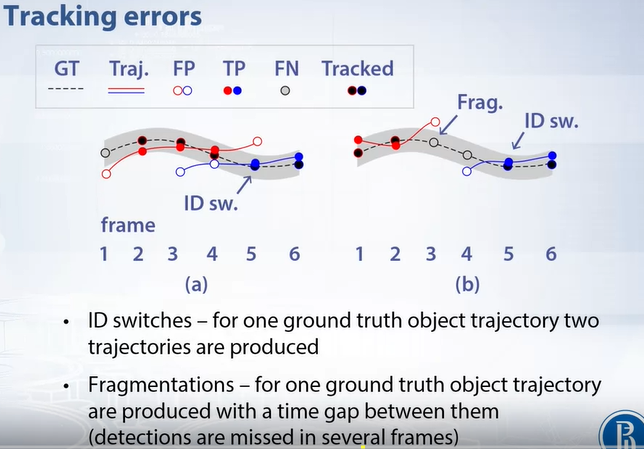 Tracking errors
GT Traj. FP TP FN Tracked
Frag.
ID sw.
ID sw.
frame
1 2 3 4 5 6 1 2 3 4 5 6
(a) (b)
• ID switches – for one ground truth object trajectory two
trajectories are produced
• Fragmentations – for one ground truth object trajectory
are produced with a time gap between them
(detections are missed in several frames)